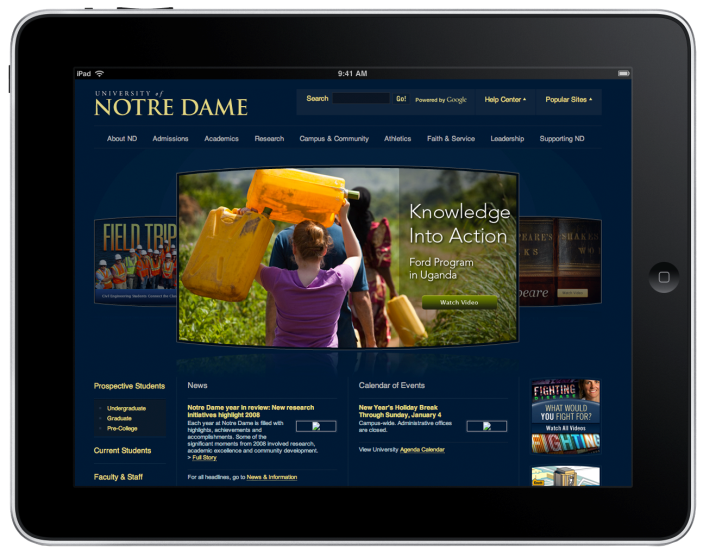 iPad
9:41 AM
UNIVERSITY of
NOTRE DAME
Search
Go!
Powered by Google
Help Center
Popular Sites
About ND
Admissions
Academics
Research
Campus & Community
Athletics
Faith & Service
Leadership
Supporting ND
FIELD TRIP
Civil Engineering Students Connect the
Knowledge
Into Action
Ford Program
in Uganda
Watch Video
Prospective Students
Undergraduate
Graduate
Pre-College
Current Students
Faculty & Staff
News
Notre Dame year in review: New research
initiatives highlight 2008
Each year at Notre Dame is filled with
highlights, achievements and
accomplishments. Some of the
significant moments from 2008 involved research,
academic excellence and community development.
> Full Story
For all headlines, go to News & Information
Calendar of Events
New Year's Holiday Break
Through Sunday, January 4
Campus-wide. Administrative offices
are closed.
View University Agenda Calendar
FIGHTING
DISEASE
WHAT WOULD
YOU FIGHT FOR?
Watch All Videos
FIGHTING